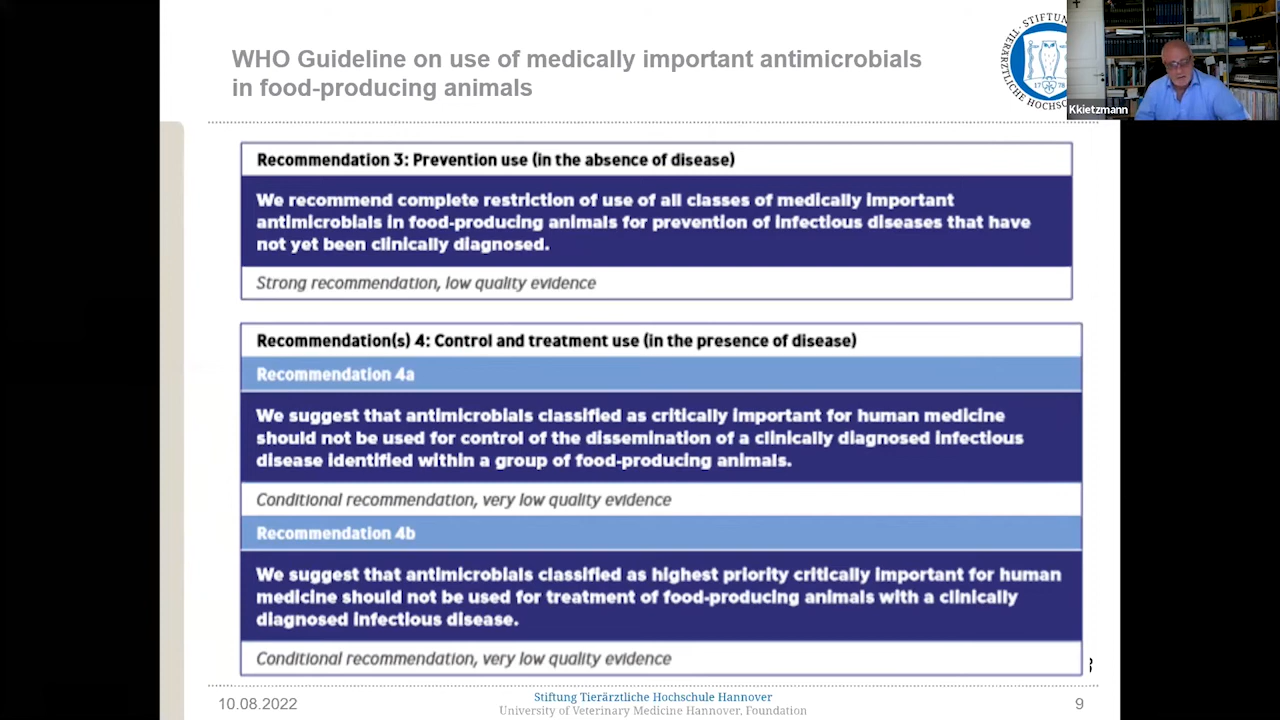 WHO Guideline on use of medically important antimicrobials
in food-producing animals
STIFTUN
TIERÄRZTLICHE HOCHSC
1778
Kkietzmann
Recommendation 3: Prevention use (in the absence of disease)
We recommend complete restriction of use of all classes of medically important
antimicrobials in food-producing animals for prevention of infectious diseases that have
not yet been clinically diagnosed.
Strong recommendation, low quality evidence
Recommendation(s) 4: Control and treatment use (in the presence of disease)
Recommendation 4a
We suggest that antimicrobials classified as critically important for human medicine
should not be used for control of the dissemination of a clinically diagnosed infectious
disease identified within a group of food-producing animals.
Conditional recommendation, very low quality evidence
Recommendation 4b
We suggest that antimicrobials classified as highest priority critically important for human
medicine should not be used for treatment of food-producing animals with a clinically
diagnosed infectious disease.
Conditional recommendation, very low quality evidence
10.08.2022
Stiftung Tierärztliche Hochschule Hannover
University of Veterinary Medicine Hannover, Foundation
9